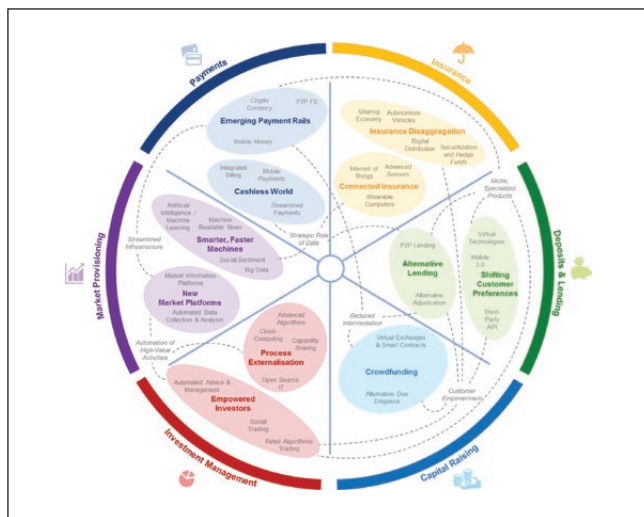 Payments
Crypto
Currency
P2P FX
Emerging Payment Rails
Mobile Money
Integrated
Billing
Mobile
Payments
Cashless World
Streamlined
Payments
Insurance
Sharing
Economy
Autonomous
Vehicles
Insurance Disaggregation
Digital
Distribution
Securitization
and Hedge
Funds
Internet of
Things
Advanced
Sensors
Connected Insurance
Wearable
Computers
Niche,
Specialized
Products
Deposits & Lending
P2P Lending
Alternative
Lending
Alternative
Adjudication
Virtual
Technologies
Mobile
3.0
Shifting
Customer
Preferences
Third-
Party
API
Capital Raising
Virtual Exchanges
& Smart Contracts
Crowdfunding
Alternative Due
Diligence
Customer
Empowerment
Reduced
Intermediation
Investment Management
Advanced
Algorithms
Cloud-
Computing
Capability
Sharing
Process
Externalisation
Open Source
IT
Automated Advice &
Management
Empowered
Investors
Social
Trading
Retail Algorithmic
Trading
Automation of
High-Value
Activities
Market Provisioning
Artificial
Intelligence /
Machine
Learning
Machine
Readable News
Smarter, Faster
Machines
Social Sentiment
Big Data
Strategic Role
of Data
Streamlined
Infrastructure
Market Information
Platforms
New
Market Platforms
Automated Data
Collection & Analysis